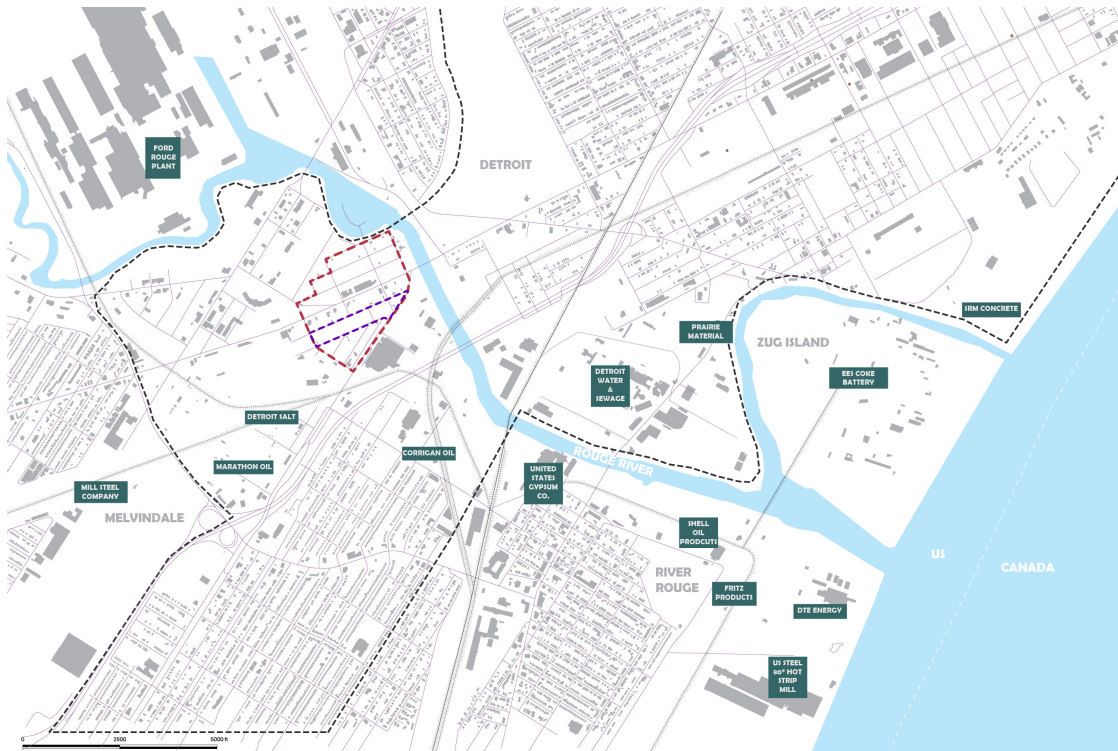 FORD
ROUGE
PLANT
DETROIT
SRM CONCRETE
PRAIRIE
MATERIAL
ZUG ISLAND
EES COKE
BATTERY
DETROIT
WATER
&
SEWAGE
DETROIT SALT
CORRIGAN OIL
MARATHON OIL
ROUGE RIVER
UNITED
STATES
GYPSUM
CO.
MILL STEEL
COMPANY
MELVINDALE
SHELL
OIL
PRODCUTS
US
CANADA
RIVER
ROUGE
FRITZ
PRODUCTS
DTE ENERGY
US STEEL
80" HOT
STRIP
MILL
0 2500 5000 ft